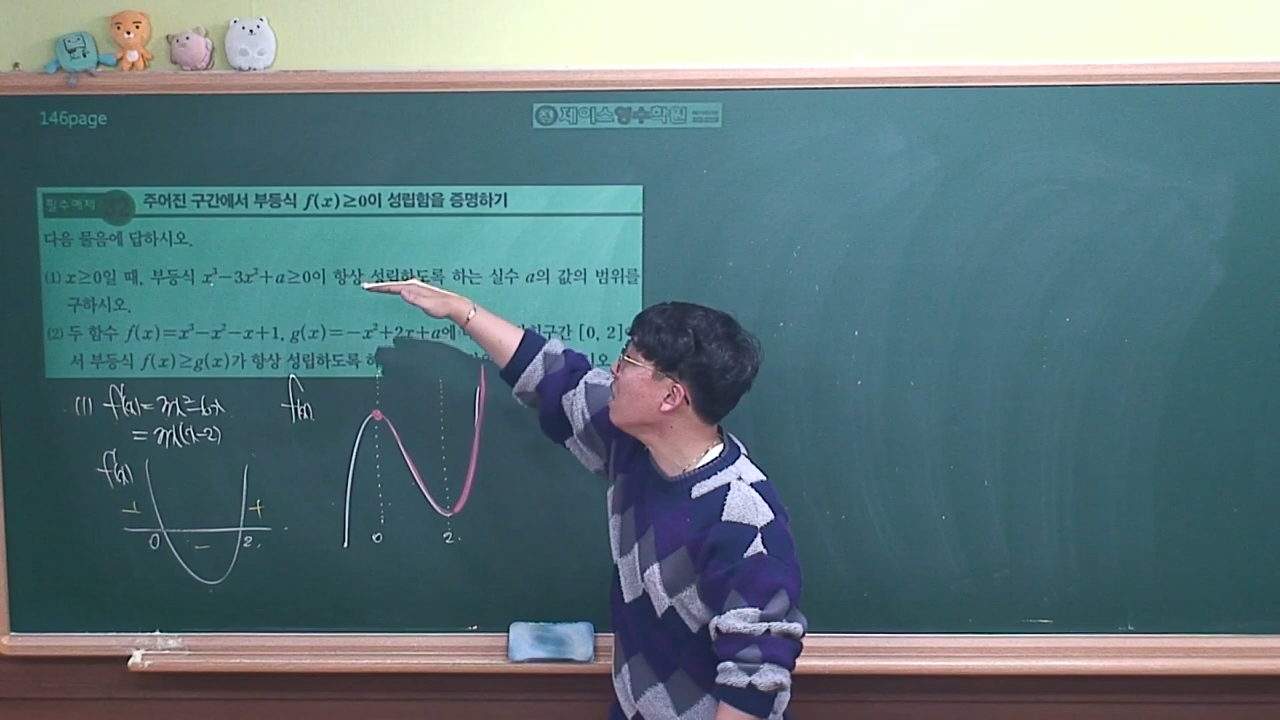 146page
제이스영수학원
필수예제 32 주어진 구간에서 부등식 f(x)≥0이 성립함을 증명하기
다음 물음에 답하시오.
(1) x≥0일 때, 부등식 x³−3x²+a≥0이 항상 성립하도록 하는 실수 a의 값의 범위를
구하시오.
(2) 두 함수 f(x)=x³−x²−x+1, g(x)=−x²+2x+a에 구간 [0, 2]
서 부등식 f(x)≥g(x)가 항상 성립하도록
(1) f'(x)=3x²−6x
=3x(x−2)
f'(x)
+ − +
0 2
f(x)
0 2